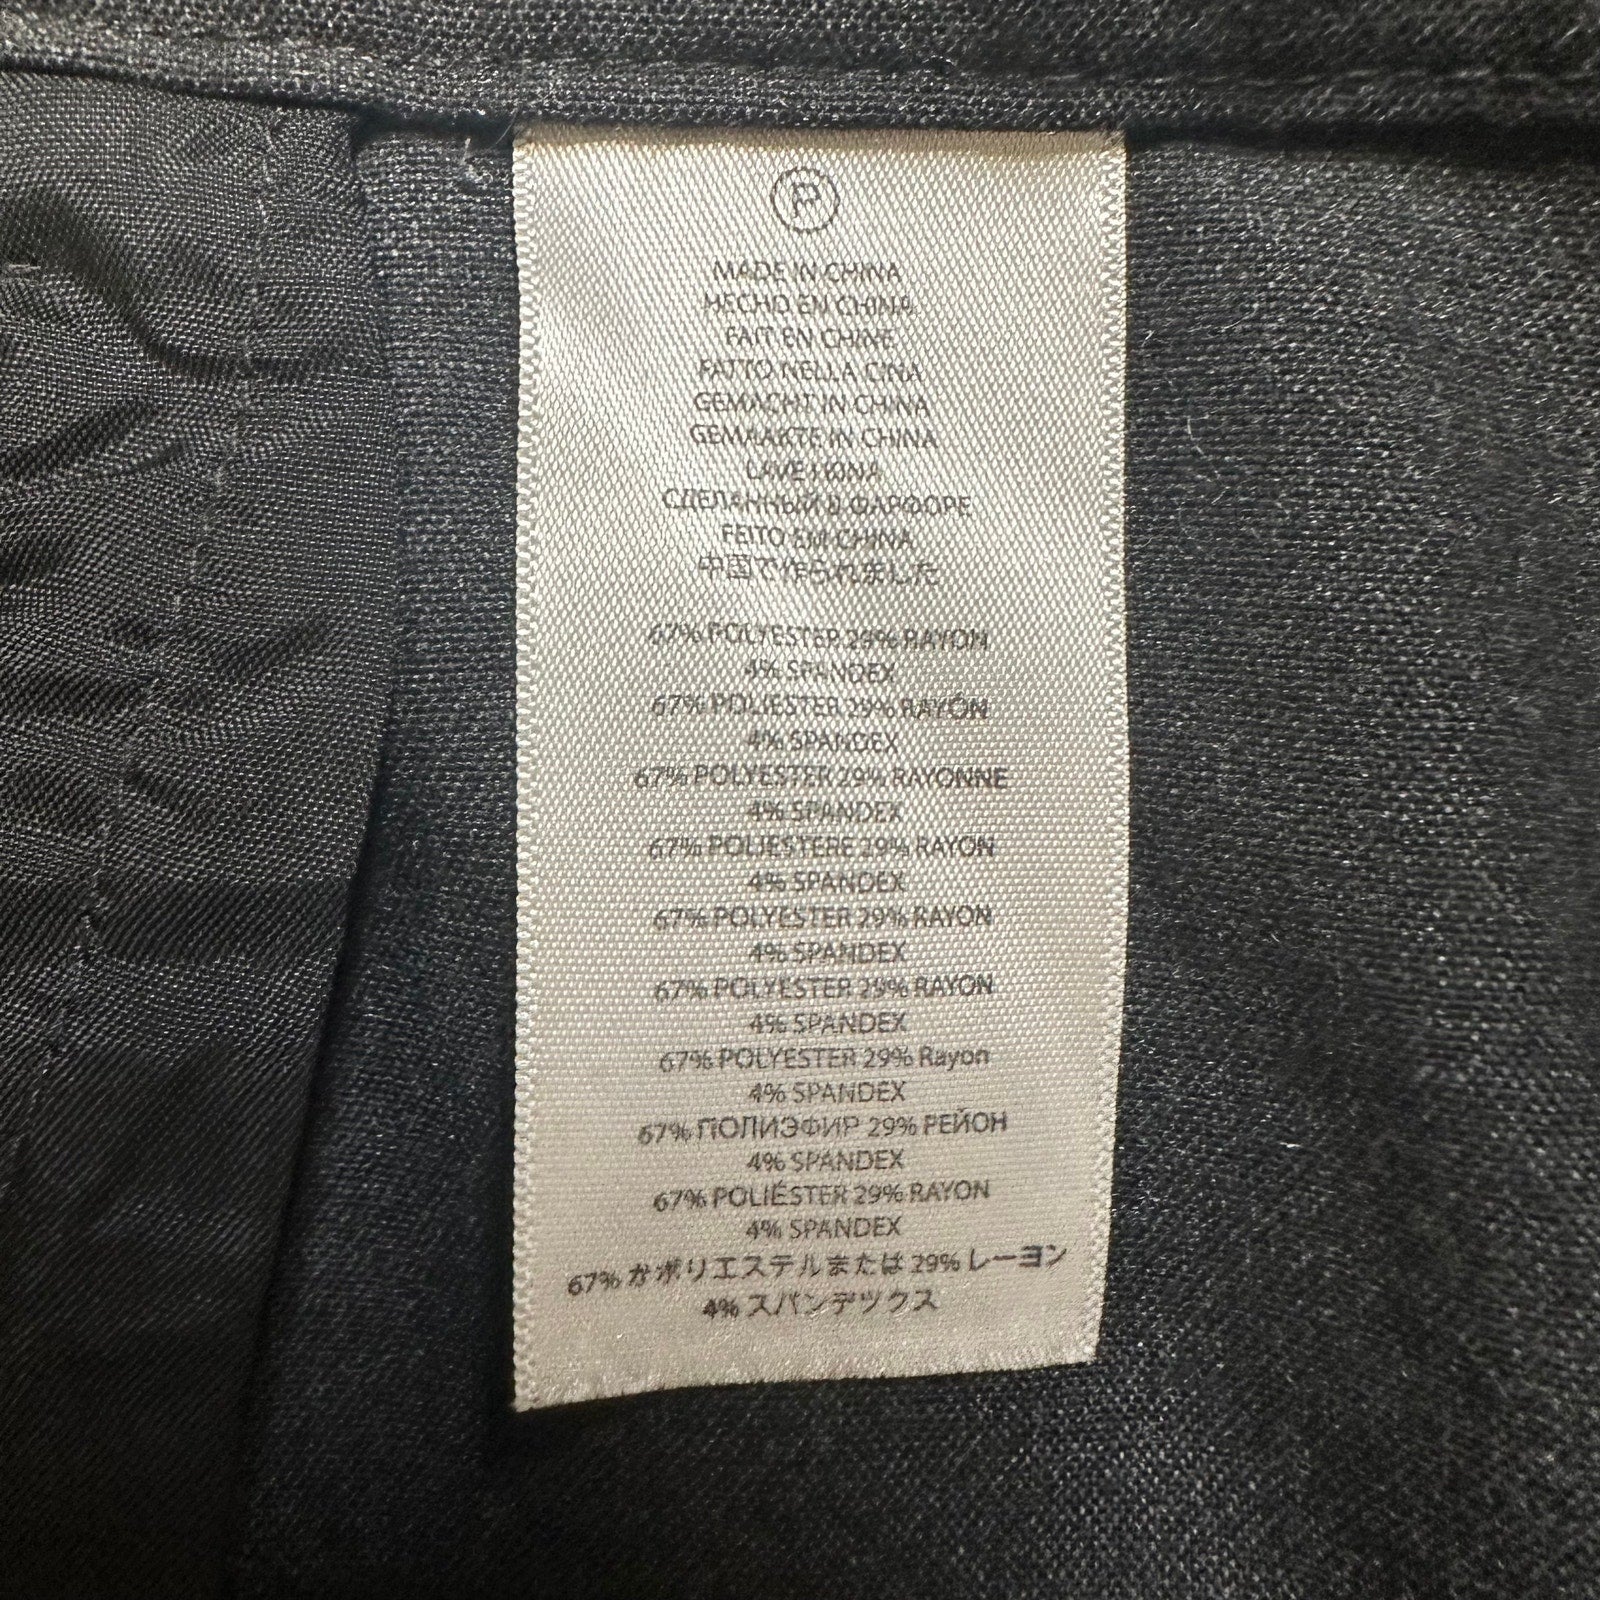 P
MADE IN CHINA
HECHO EN CHINA
FAIT EN CHINE
FATTO NELLA CINA
GEMACHT IN CHINA
GEMAAKTE IN CHINA
LAVE I KINA
СДЕЛАННЫЙ В ФАРФОРЕ
FEITO EM CHINA
中国で作られました
67% POLYESTER 29% RAYON
4% SPANDEX
67% POLIESTER 29% RAYÓN
4% SPANDEX
67% POLYESTER 29% RAYONNE
4% SPANDEX
67% POLIESTERE 29% RAYON
4% SPANDEX
67% POLYESTER 29% RAYON
4% SPANDEX
67% POLYESTER 29% RAYON
4% SPANDEX
67% POLYESTER 29% Rayon
4% SPANDEX
67% ПОЛИЭФИР 29% РЕЙОН
4% SPANDEX
67% POLIÉSTER 29% RAYON
4% SPANDEX
67% かポリエステルまたは 29% レーヨン
4% スパンデックス